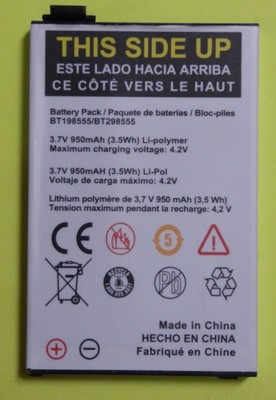 THIS SIDE UP
ESTE LADO HACIA ARRIBA
CE CÔTÉ VERS LE HAUT
Battery Pack / Paquete de baterías / Bloc-piles
BT198555/BT298555
3.7V 950mAh (3.5Wh) Li-polymer
Maximum charging voltage: 4.2V
3.7V 950mAH (3.5Wh) Li-Pol
Voltaje de carga máximo: 4.2V
Lithium polymère de 3,7 V 950 mAh (3,5 Wh)
Tension maximum pendant la recharge: 4,2 V
CE
5
Pb
Made in China
HECHO EN CHINA
Fabriqué en Chine
+ -